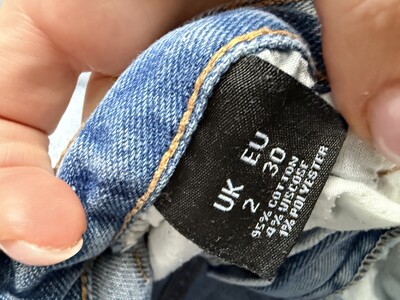 UK EU
2 30
95% COTTON
4% VISCOSE
1% POLYESTER